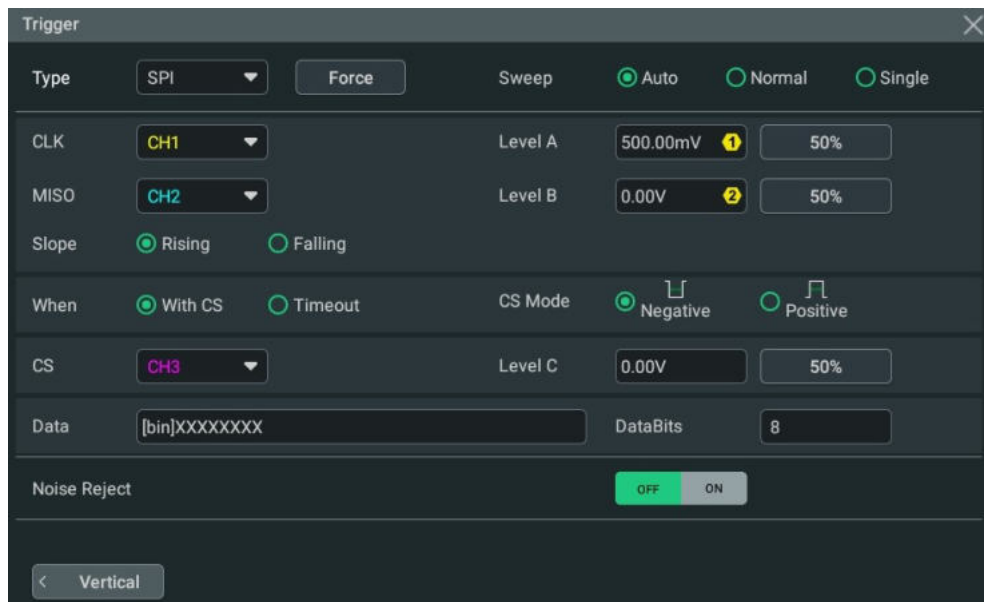 Trigger
Type SPI Force Sweep Auto Normal Single
CLK CH1 Level A 500.00mV 1 50%
MISO CH2 Level B 0.00V 2 50%
Slope Rising Falling
When With CS Timeout CS Mode Negative Positive
CS CH3 Level C 0.00V 50%
Data [bin]XXXXXXXX DataBits 8
Noise Reject OFF ON
< Vertical